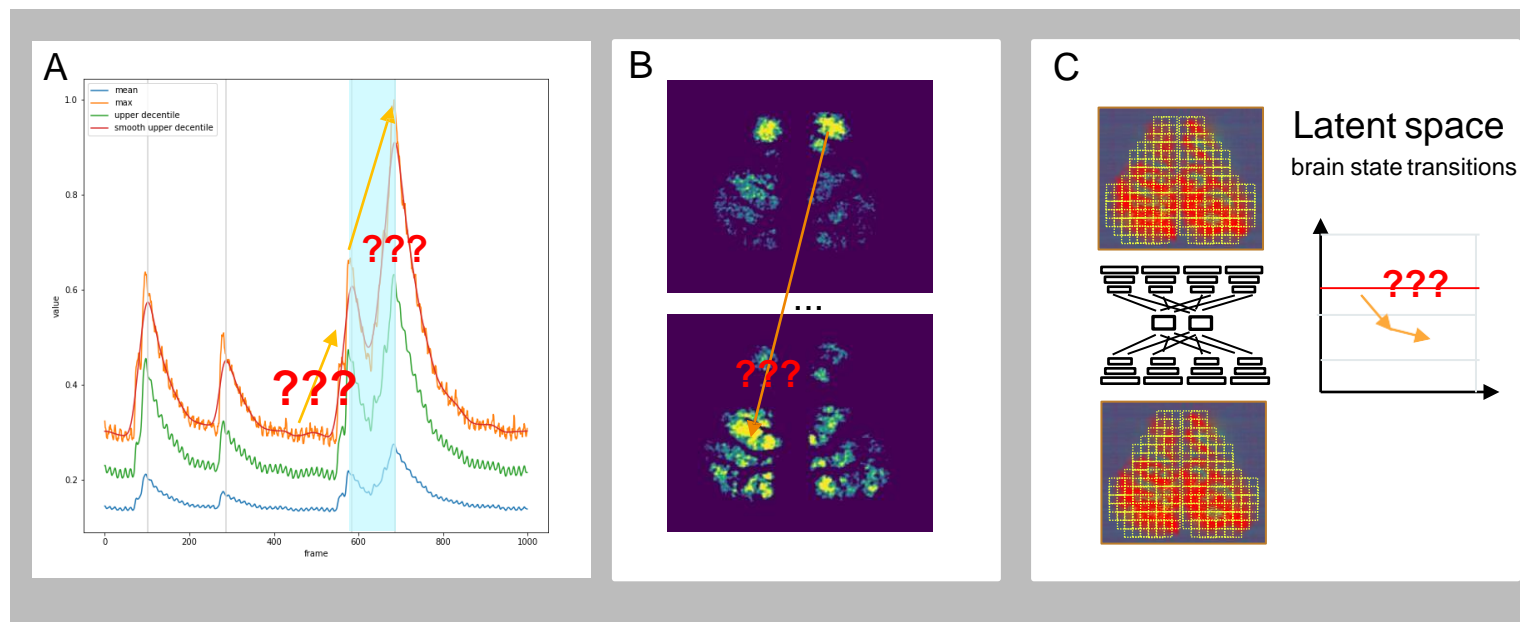 A
mean
max
upper decentile
smooth upper decentile
1.0
0.8
0.6
0.4
0.2
value
???
???
0
200
400
600
800
1000
frame
B
...
???
C
Latent space
brain state transitions
???